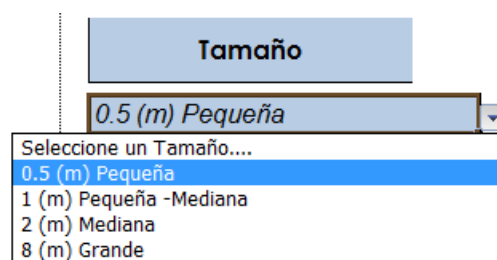 Tamaño
0.5 (m) Pequeña
Seleccione un Tamaño....
0.5 (m) Pequeña
1 (m) Pequeña -Mediana
2 (m) Mediana
8 (m) Grande